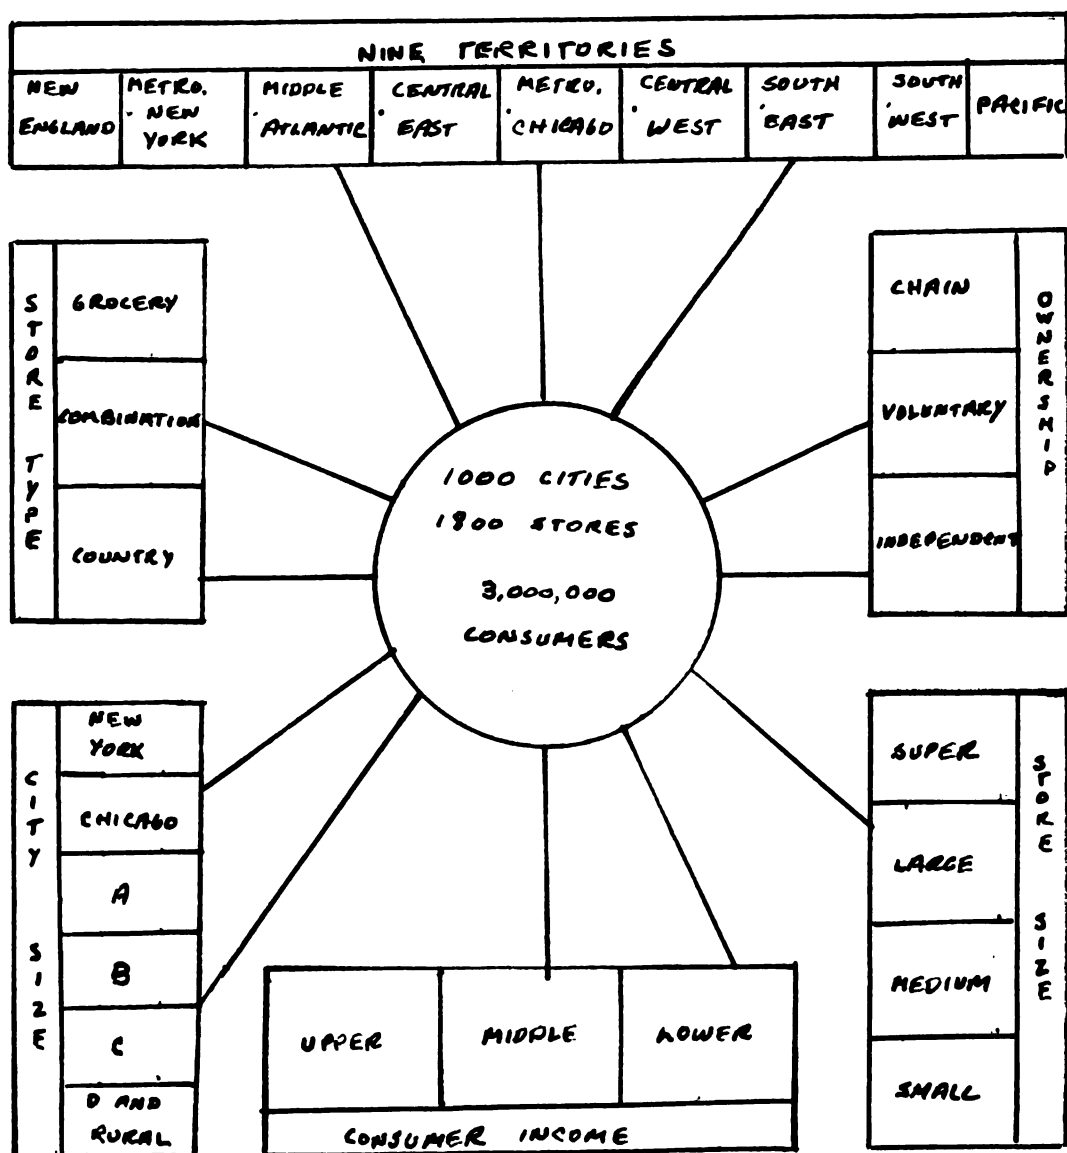 NINE TERRITORIES
NEW
ENGLAND
METRO.
NEW
YORK
MIDDLE
ATLANTIC
CENTRAL
EAST
METRO.
CHICAGO
CENTRAL
WEST
SOUTH
EAST
SOUTH
WEST
PACIFIC
STORE TYPE
GROCERY
COMBINATION
COUNTRY
1000 CITIES
1800 STORES
3,000,000
CONSUMERS
CHAIN
VOLUNTARY
INDEPENDENT
OWNERSHIP
CITY SIZE
NEW
YORK
CHICAGO
A
B
C
D AND
RURAL
UPPER
MIDDLE
LOWER
CONSUMER INCOME
SUPER
LARGE
MEDIUM
SMALL
STORE SIZE